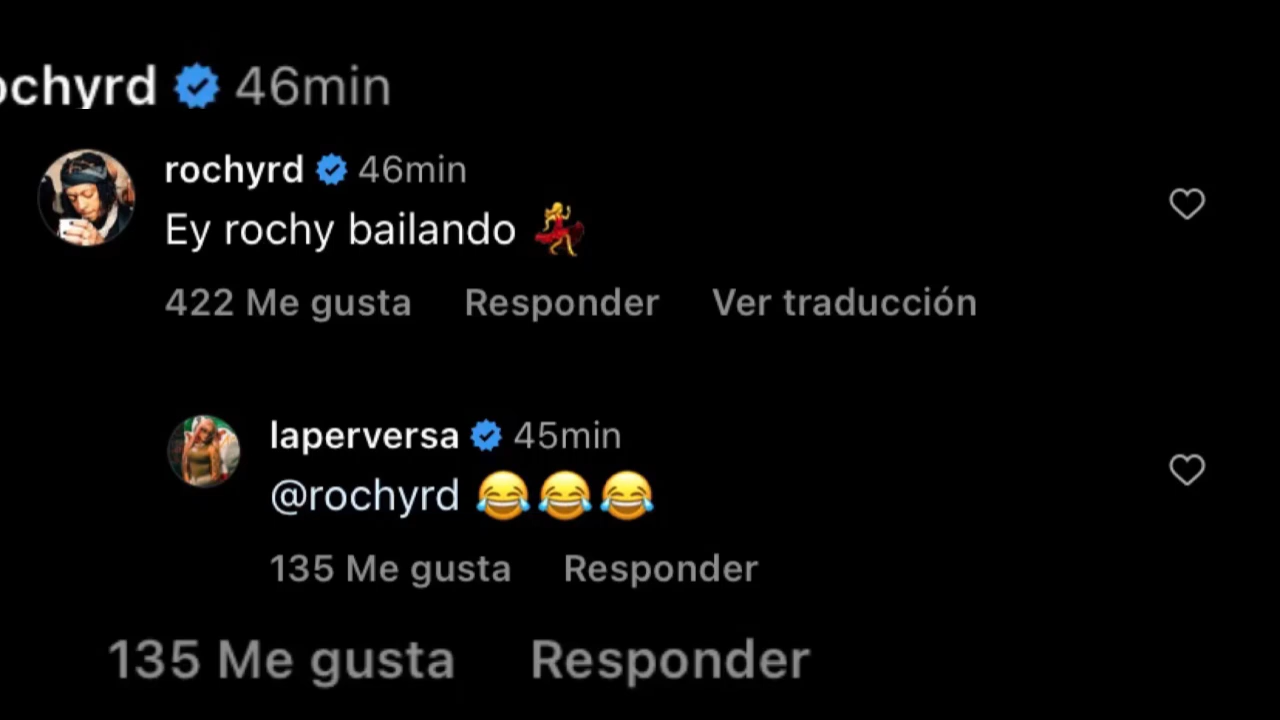 ochyrd 46min
rochyrd 46min
Ey rochy bailando 💃
422 Me gusta Responder Ver traducción
laperversa 45min
@rochyrd 😂😂😂
135 Me gusta Responder
135 Me gusta Responder